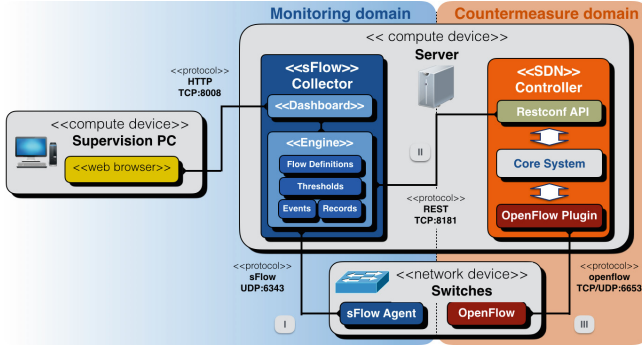 Monitoring domain
Countermeasure domain
<< compute device>>
Server
<<protocol>>
HTTP
TCP:8008
<<sFlow>>
Collector
<Dashboard>>
<<Engine>>
Flow Definitions
Thresholds
Events
Records
<<SDN>>
Controller
Restconf API
Core System
OpenFlow Plugin
<<compute device>>
Supervision PC
<<web browser>>
II
<<protocol>>
REST
TCP:8181
<<protocol>>
sFlow
UDP:6343
<<network device>>
Switches
sFlow Agent
OpenFlow
<<protocol>>
openflow
TCP/UDP:6653
I
III